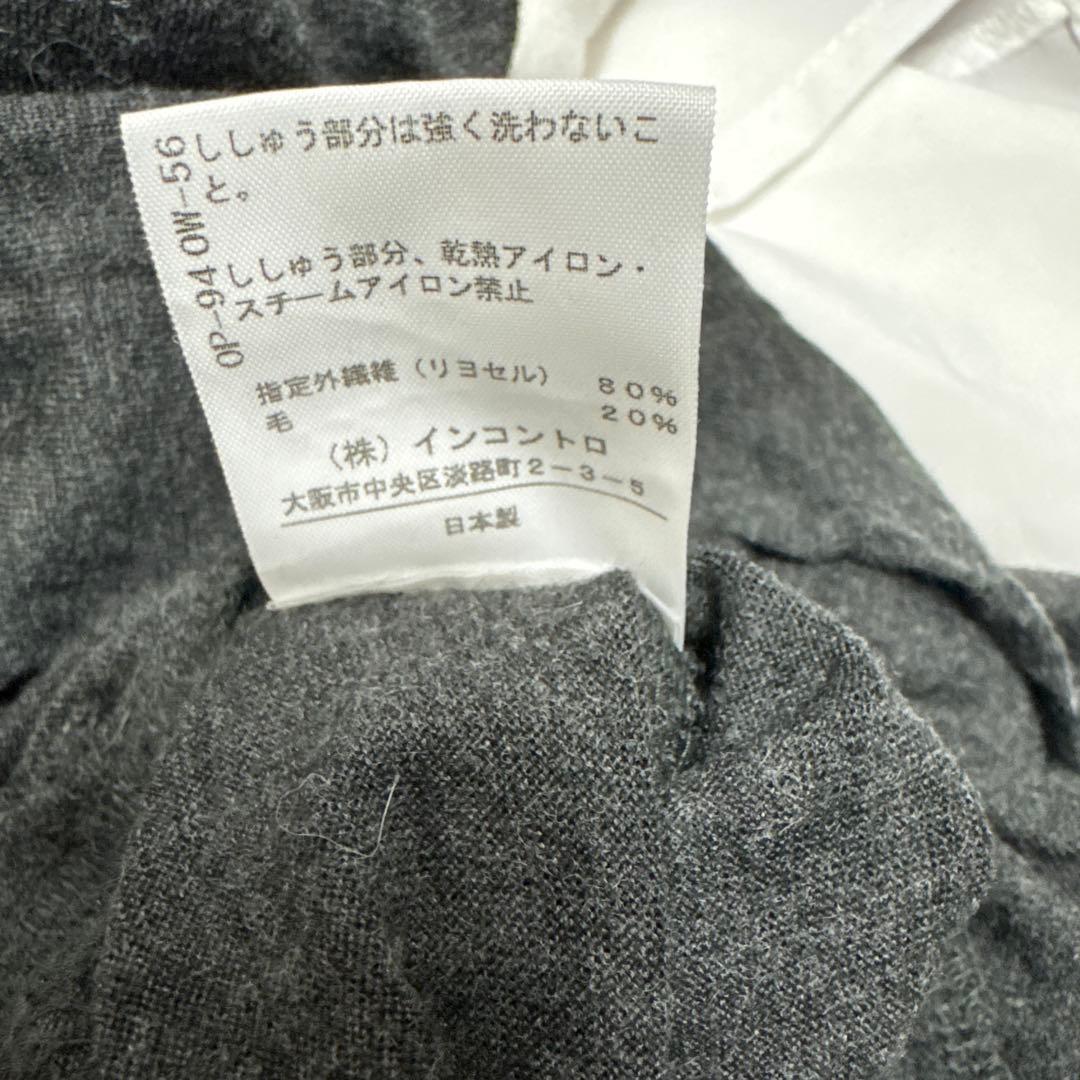 ししゅう部分は強く洗わないこ
と。
ししゅう部分、乾熱アイロン・
スチームアイロン禁止
指定外繊維（リヨセル） 80%
毛 20%
（株）インコントロ
大阪市中央区淡路町2-3-5
日本製
OP-940W-56